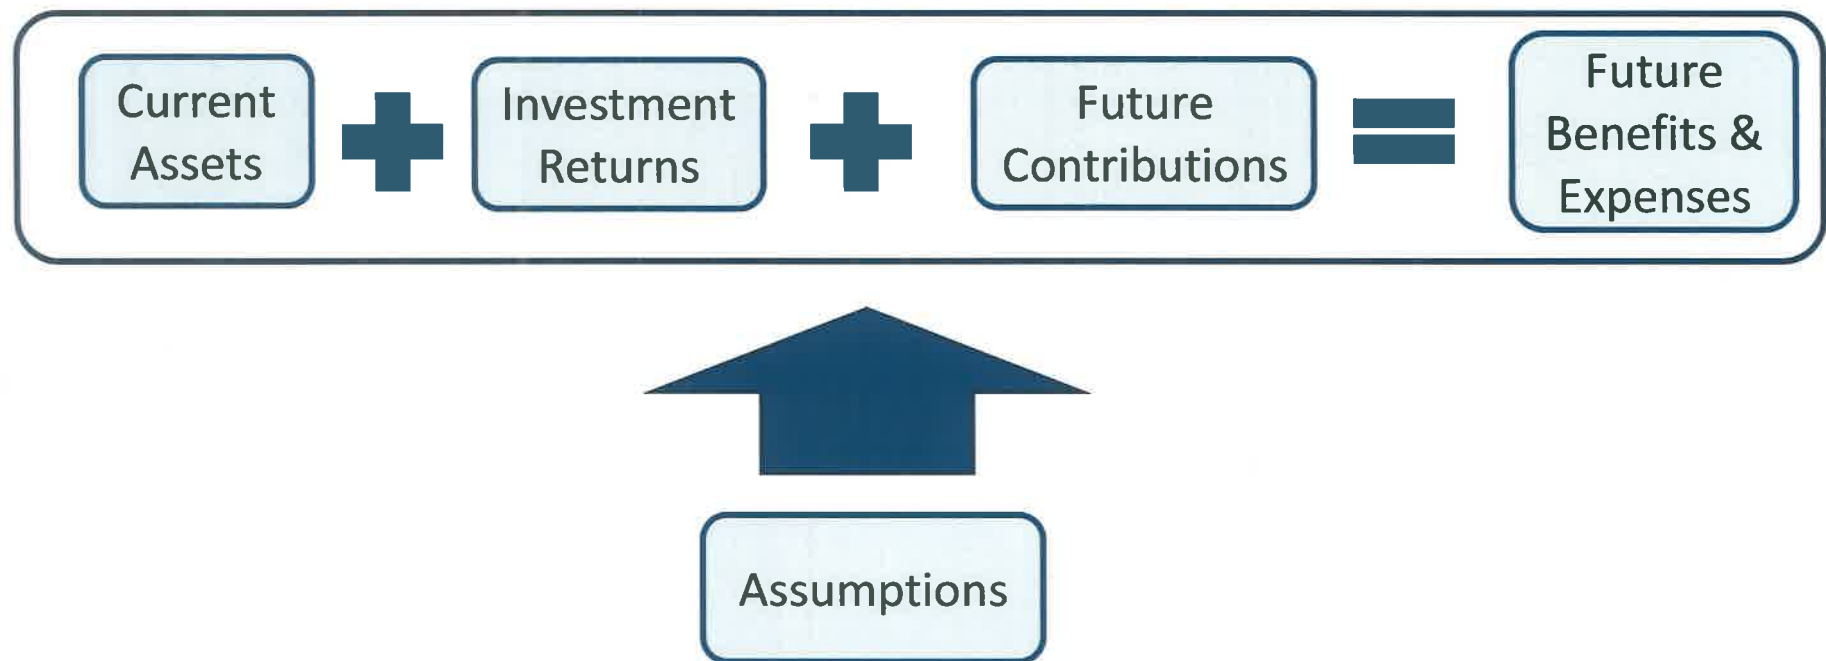 Current
Assets
Investment
Returns
Future
Contributions
Future
Benefits &
Expenses
Assumptions